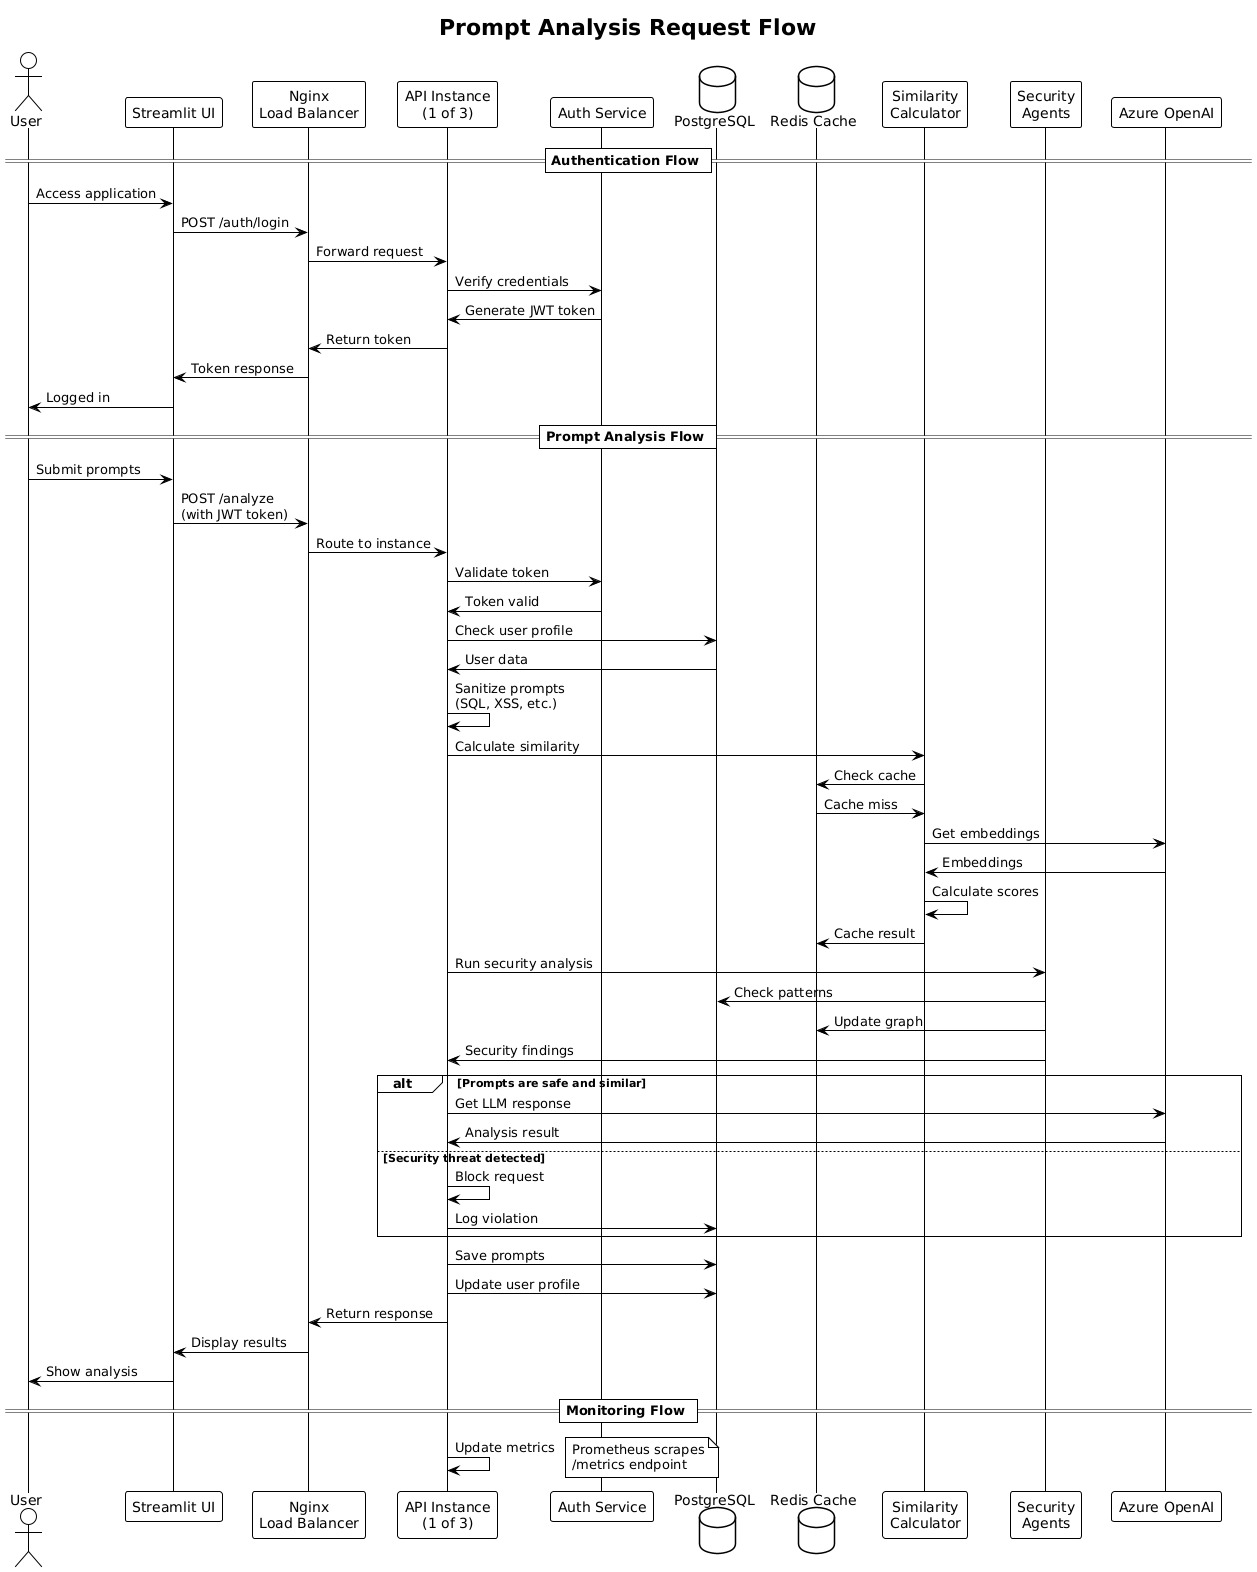 Prompt Analysis Request Flow
User
Streamlit UI
Nginx
Load Balancer
API Instance
(1 of 3)
Auth Service
PostgreSQL
Redis Cache
Similarity
Calculator
Security
Agents
Azure OpenAI
Authentication Flow
Access application
POST /auth/login
Forward request
Verify credentials
Generate JWT token
Return token
Token response
Logged in
Prompt Analysis Flow
Submit prompts
POST /analyze
(with JWT token)
Route to instance
Validate token
Token valid
Check user profile
User data
Sanitize prompts
(SQL, XSS, etc.)
Calculate similarity
Check cache
Cache miss
Get embeddings
Embeddings
Calculate scores
Cache result
Run security analysis
Check patterns
Update graph
Security findings
alt
[Prompts are safe and similar]
Get LLM response
Analysis result
[Security threat detected]
Block request
Log violation
Save prompts
Update user profile
Return response
Display results
Show analysis
Monitoring Flow
Update metrics
Prometheus scrapes
/metrics endpoint
User
Streamlit UI
Nginx
Load Balancer
API Instance
(1 of 3)
Auth Service
PostgreSQL
Redis Cache
Similarity
Calculator
Security
Agents
Azure OpenAI